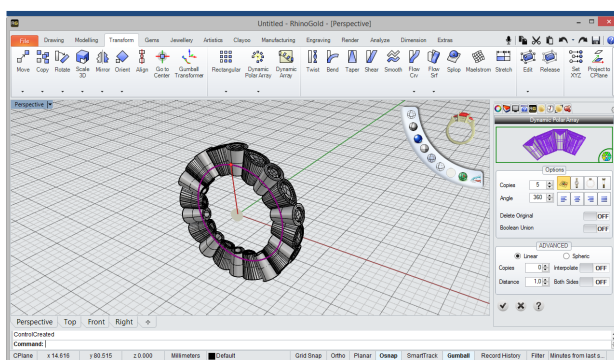 Untitled - RhinoGold - [Perspective]
File Drawing Modelling Transform Gems Jewellery Artistics Clayoo Manufacturing Engraving Render Analyze Dimension Extras
Move Copy Rotate Scale 3D Mirror Orient Align Go to Center Gumball Transformer Rectangular Dynamic Polar Array Dynamic Array Twist Bend Taper Shear Smooth Flow Crv Flow Srf Splop Maelstrom Stretch Edit Release Set XYZ Project to CPlane
Perspective
Dynamic Polar Array
Options
Copies 5
Angle 360
Delete Original OFF
Boolean Union OFF
ADVANCED
Linear Spheric
Copies 0 Interpolate OFF
Distance 1.0 Both Sides OFF
Perspective Top Front Right
ControlCreated
Command:
CPlane x 14.616 y 80.515 z 0.000 Millimeters Default Grid Snap Ortho Planar Osnap SmartTrack Gumball Record History Filter Minutes from last s...